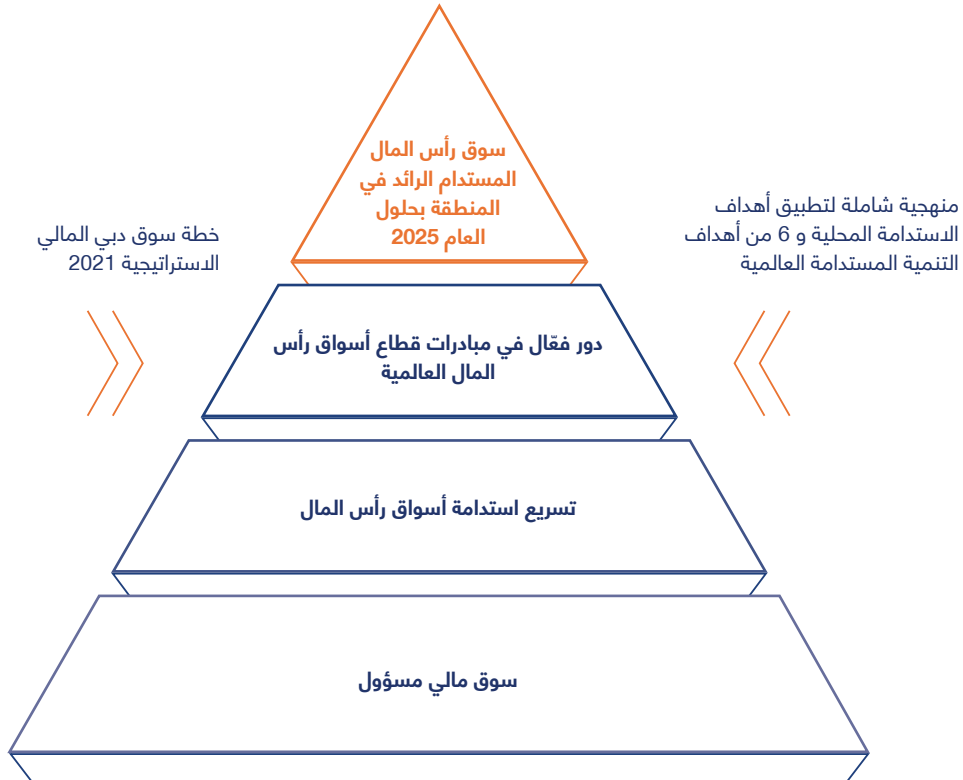 سوق رأس المال
المستدام الرائد في
المنطقة بحلول
العام 2025
منهجية شاملة لتطبيق أهداف
الاستدامة المحلية و 6 من أهداف
التنمية المستدامة العالمية
خطة سوق دبي المالي
الاستراتيجية 2021
دور فعّال في مبادرات قطاع أسواق رأس
المال العالمية
تسريع استدامة أسواق رأس المال
سوق مالي مسؤول